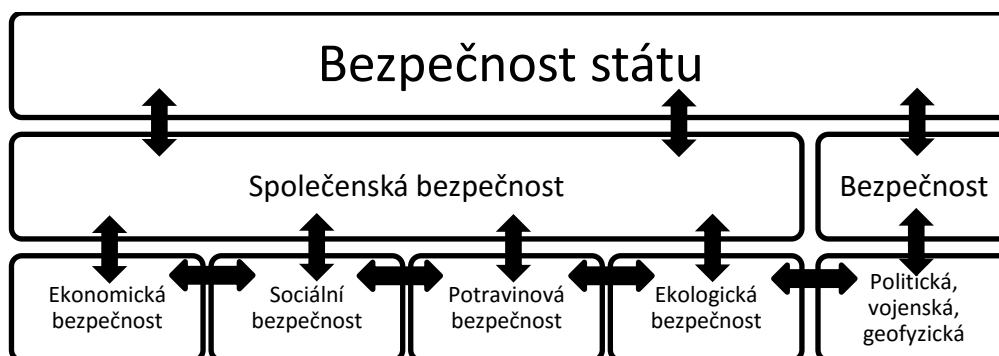 Bezpečnost státu
Společenská bezpečnost
Bezpečnost
Ekonomická
bezpečnost
Sociální
bezpečnost
Potravinová
bezpečnost
Ekologická
bezpečnost
Politická,
vojenská,
geofyzická